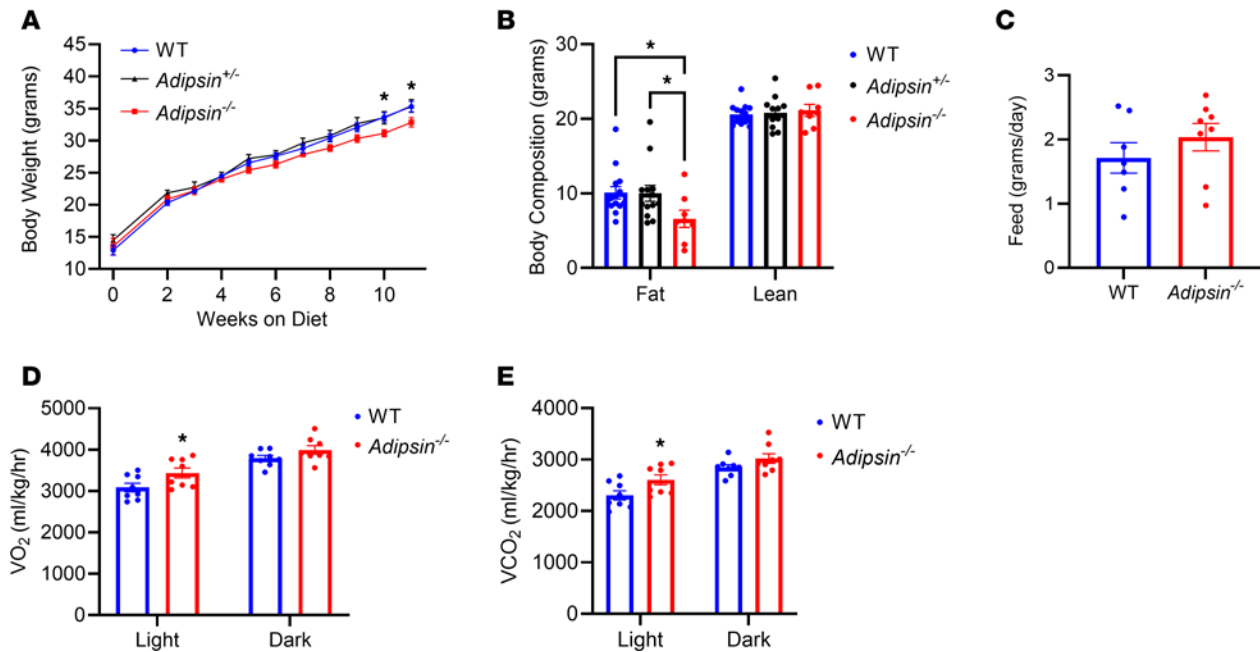 A
45
40
35
30
25
20
15
10
0
2
4
6
8
10
Body Weight (grams)
Weeks on Diet
WT
Adipsin+/-
Adipsin-/-
*
*
B
30
20
10
0
Body Composition (grams)
Fat
Lean
*
*
WT
Adipsin+/-
Adipsin-/-
C
3
2
1
0
Feed (grams/day)
WT
Adipsin-/-
D
5000
4000
3000
2000
1000
0
VO2 (ml/kg/hr)
Light
Dark
*
WT
Adipsin-/-
E
4000
3000
2000
1000
0
VCO2 (ml/kg/hr)
Light
Dark
*
WT
Adipsin-/-